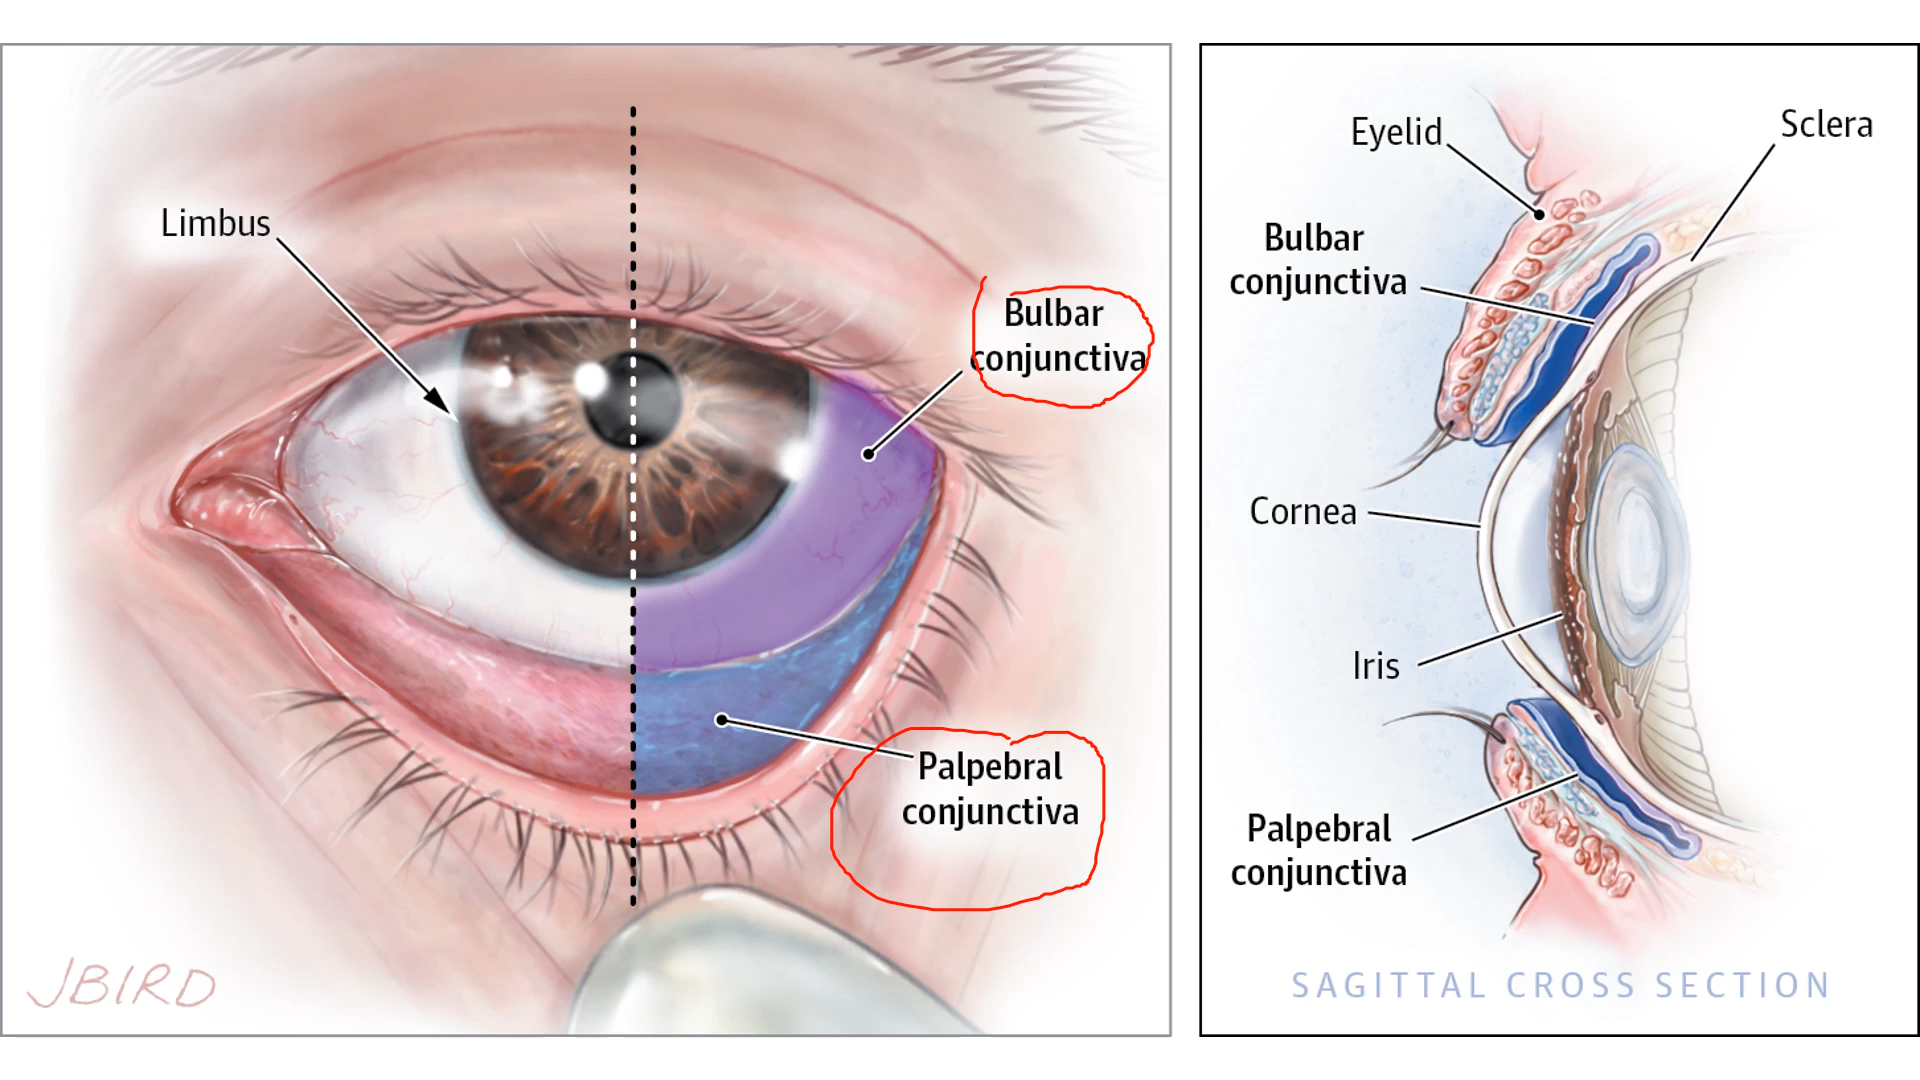 Limbus
Bulbar
conjunctiva
Palpebral
conjunctiva
JBIRD
Eyelid
Sclera
Bulbar
conjunctiva
Cornea
Iris
Palpebral
conjunctiva
SAGITTAL CROSS SECTION